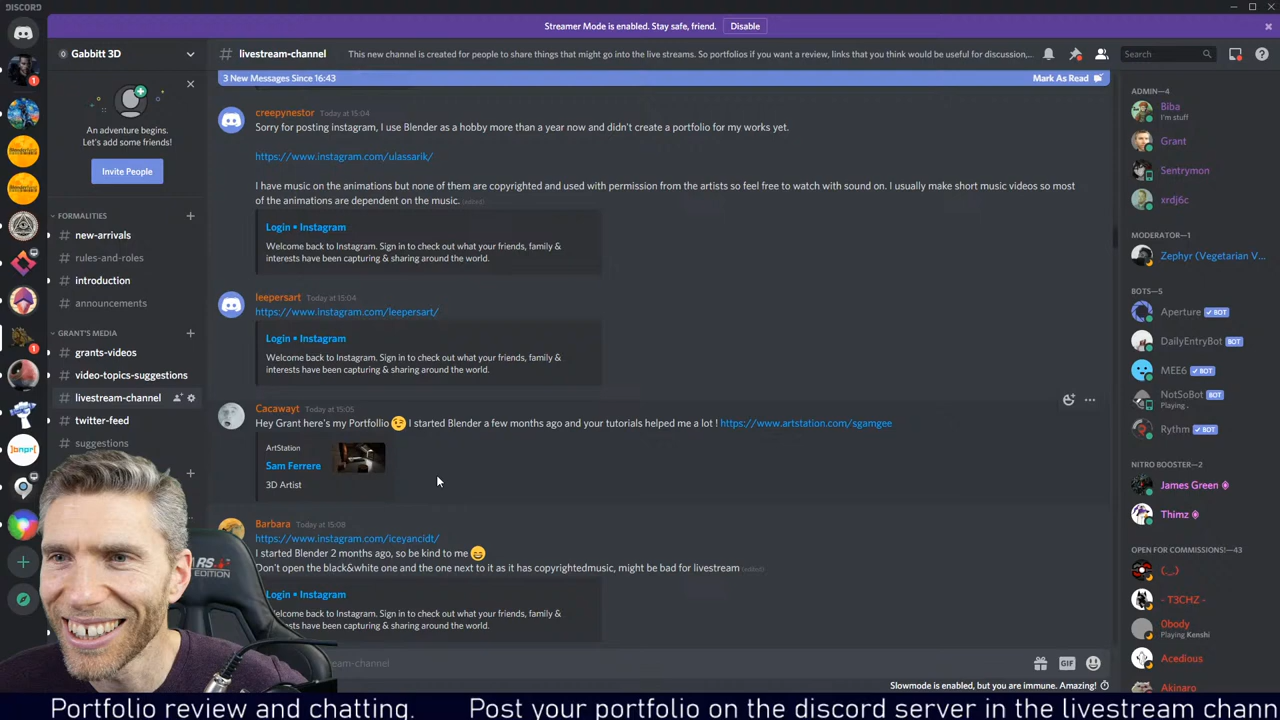 DISCORD
Streamer Mode is enabled. Stay safe, friend.
Disable
Gabbitt 3D
livestream-channel
This new channel is created for people to share things that might go into the live streams. So portfolios if you want a review, links that you think would be useful for discussion,...
Search
3 New Messages Since 16:43
Mark As Read
An adventure begins.
Let's add some friends!
Invite People
FORMALITIES
new-arrivals
rules-and-roles
introduction
announcements
GRANT'S MEDIA
grants-videos
video-topics-suggestions
livestream-channel
twitter-feed
suggestions
creepynestor Today at 15:04
Sorry for posting instagram, I use Blender as a hobby more than a year now and didn't create a portfolio for my works yet.
https://www.instagram.com/ulassarik/
I have music on the animations but none of them are copyrighted and used with permission from the artists so feel free to watch with sound on. I usually make short music videos so most
of the animations are dependent on the music. (edited)
Login • Instagram
Welcome back to Instagram. Sign in to check out what your friends, family &
interests have been capturing & sharing around the world.
leepersart Today at 15:04
https://www.instagram.com/leepersart/
Login • Instagram
Welcome back to Instagram. Sign in to check out what your friends, family &
interests have been capturing & sharing around the world.
Cacawayt Today at 15:05
Hey Grant here's my Portfollio 😉 I started Blender a few months ago and your tutorials helped me a lot ! https://www.artstation.com/sgamgee
ArtStation
Sam Ferrere
3D Artist
Barbara Today at 15:08
https://www.instagram.com/iceyancidt/
I started Blender 2 months ago, so be kind to me 😄
Don't open the black&white one and the one next to it as it has copyrightedmusic, might be bad for livestream (edited)
Login • Instagram
lcome back to Instagram. Sign in to check out what your friends, family &
rests have been capturing & sharing around the world.
eam-channel
GIF
Slowmode is enabled, but you are immune. Amazing!
ADMIN—4
Biba
I'm stuff
Grant
Sentrymon
xrdj6c
MODERATOR—1
Zephyr (Vegetarian V...
BOTS—5
Aperture BOT
DailyEntryBot BOT
MEE6 BOT
NotSoBot BOT
Playing .
Rythm BOT
NITRO BOOSTER—2
James Green
Thimz
OPEN FOR COMMISSIONS!—43
(._.)
- T3CHZ -
0body
Playing Kenshi
Acedious
Akinaro
RS
EDITION
Portfolio review and chatting. Post your portfolio on the discord server in the livestream chann